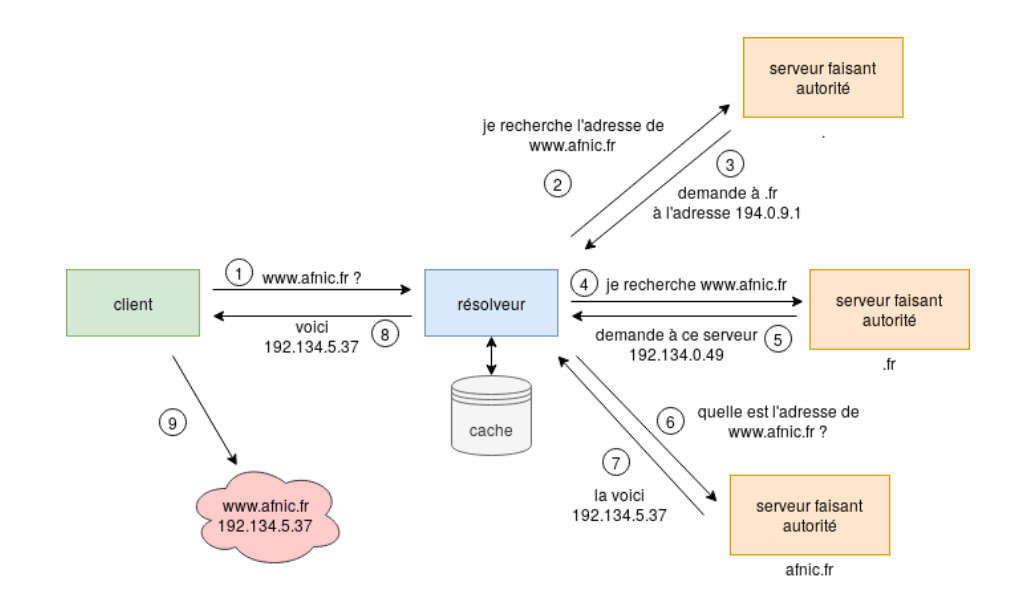 serveur faisant
autorité
.
je recherche l'adresse de
www.afnic.fr
2
3
demande à .fr
à l'adresse 194.0.9.1
client
1
www.afnic.fr ?
voici
192.134.5.37
8
résolveur
cache
4
je recherche www.afnic.fr
demande à ce serveur
192.134.0.49
5
serveur faisant
autorité
.fr
6
quelle est l'adresse de
www.afnic.fr ?
7
la voici
192.134.5.37
serveur faisant
autorité
afnic.fr
9
www.afnic.fr
192.134.5.37